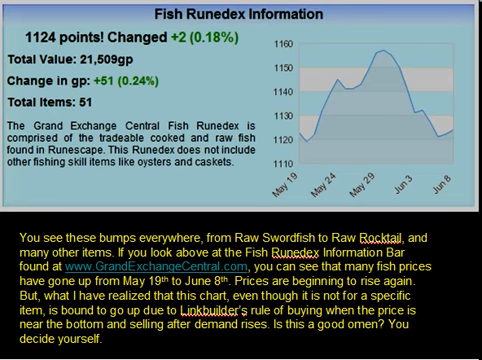 Fish Runedex Information
1124 points! Changed +2 (0.18%)
Total Value: 21,509gp
Change in gp: +51 (0.24%)
Total Items: 51
The Grand Exchange Central Fish Runedex is
comprised of the tradeable cooked and raw fish
found in Runescape. This Runedex does not include
other fishing skill items like oysters and caskets.
1160
1150
1140
1130
1120
1110
May 19
May 24
May 29
Jun 3
Jun 8
You see these bumps everywhere, from Raw Swordfish to Raw Rocktail, and
many other items. If you look above at the Fish Runedex Information Bar
found at www.GrandExchangeCentral.com, you can see that many fish prices
have gone up from May 19th to June 8th. Prices are beginning to rise again.
But, what I have realized that this chart, even though it is not for a specific
item, is bound to go up due to Linkbuilder's rule of buying when the price is
near the bottom and selling after demand rises. Is this a good omen? You
decide yourself.